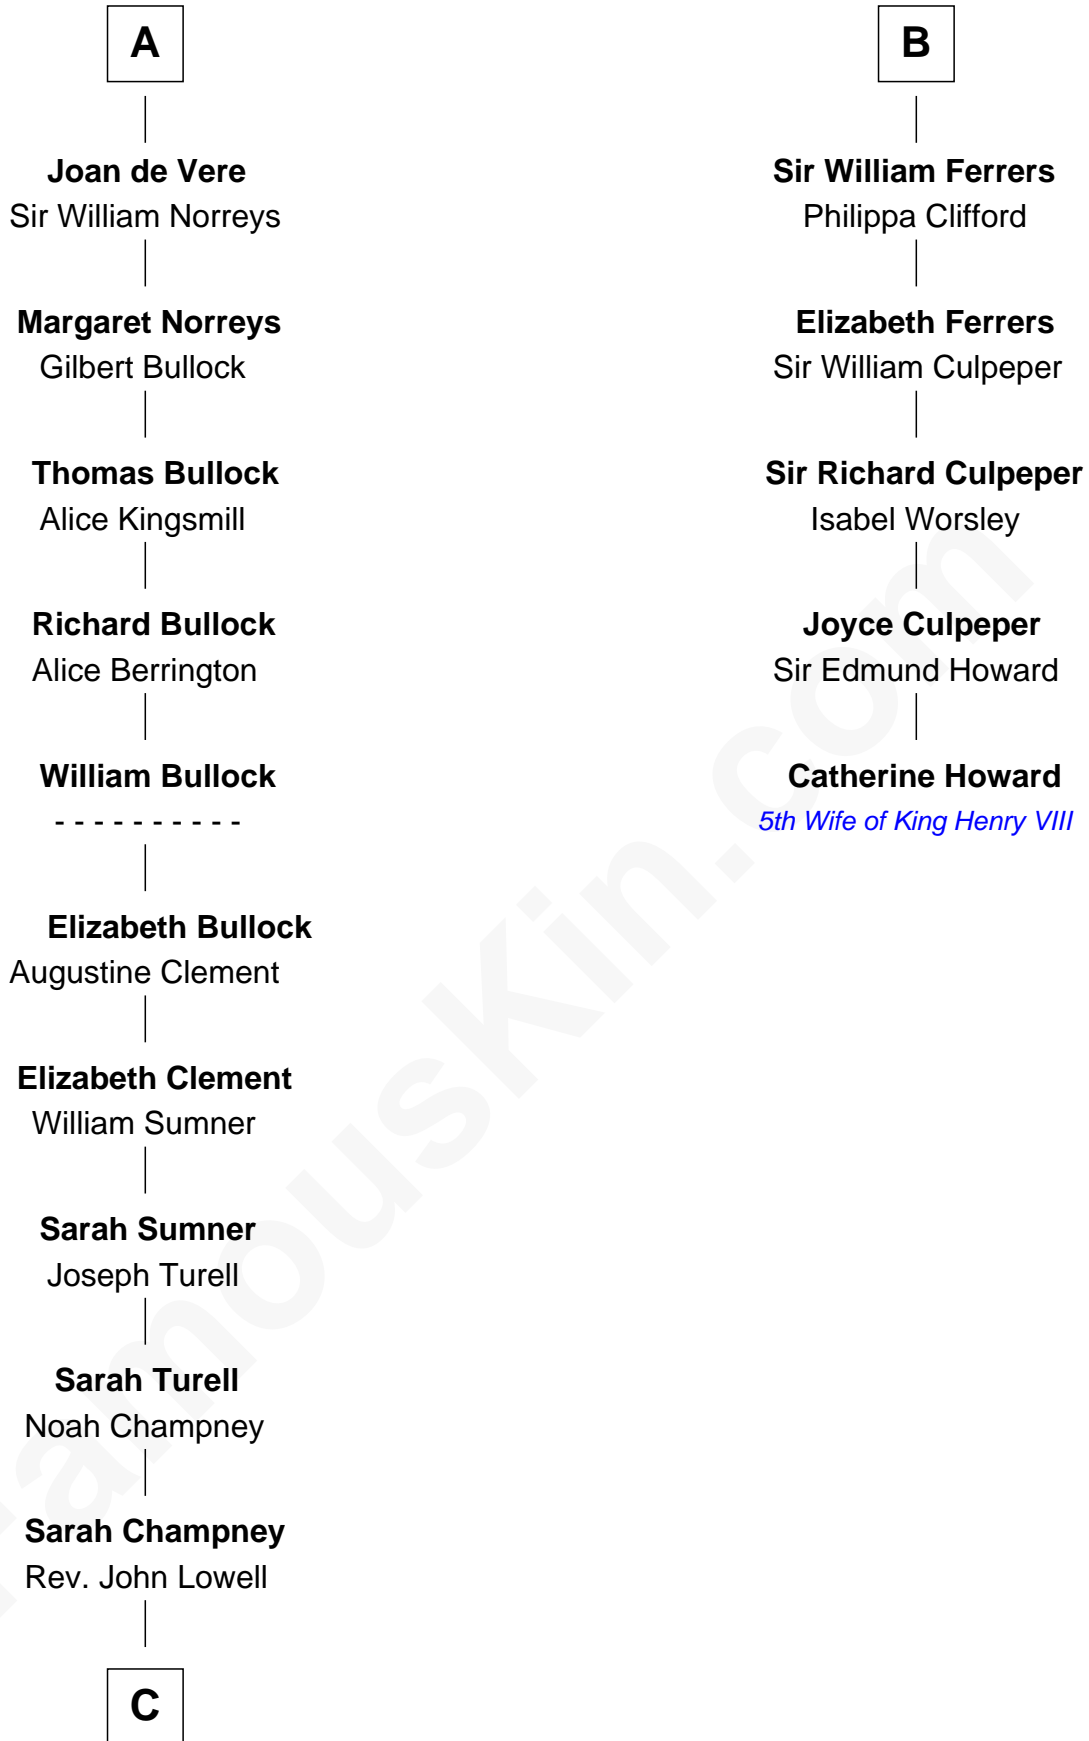 A
Joan de Vere
Sir William Norreys
Margaret Norreys
Gilbert Bullock
Thomas Bullock
Alice Kingsmill
Richard Bullock
Alice Berrington
William Bullock
- - - - - - - - - -
Elizabeth Bullock
Augustine Clement
Elizabeth Clement
William Sumner
Sarah Sumner
Joseph Turell
Sarah Turell
Noah Champney
Sarah Champney
Rev. John Lowell
C
B
Sir William Ferrers
Philippa Clifford
Elizabeth Ferrers
Sir William Culpeper
Sir Richard Culpeper
Isabel Worsley
Joyce Culpeper
Sir Edmund Howard
Catherine Howard
5th Wife of King Henry VIII
FamousKin.com